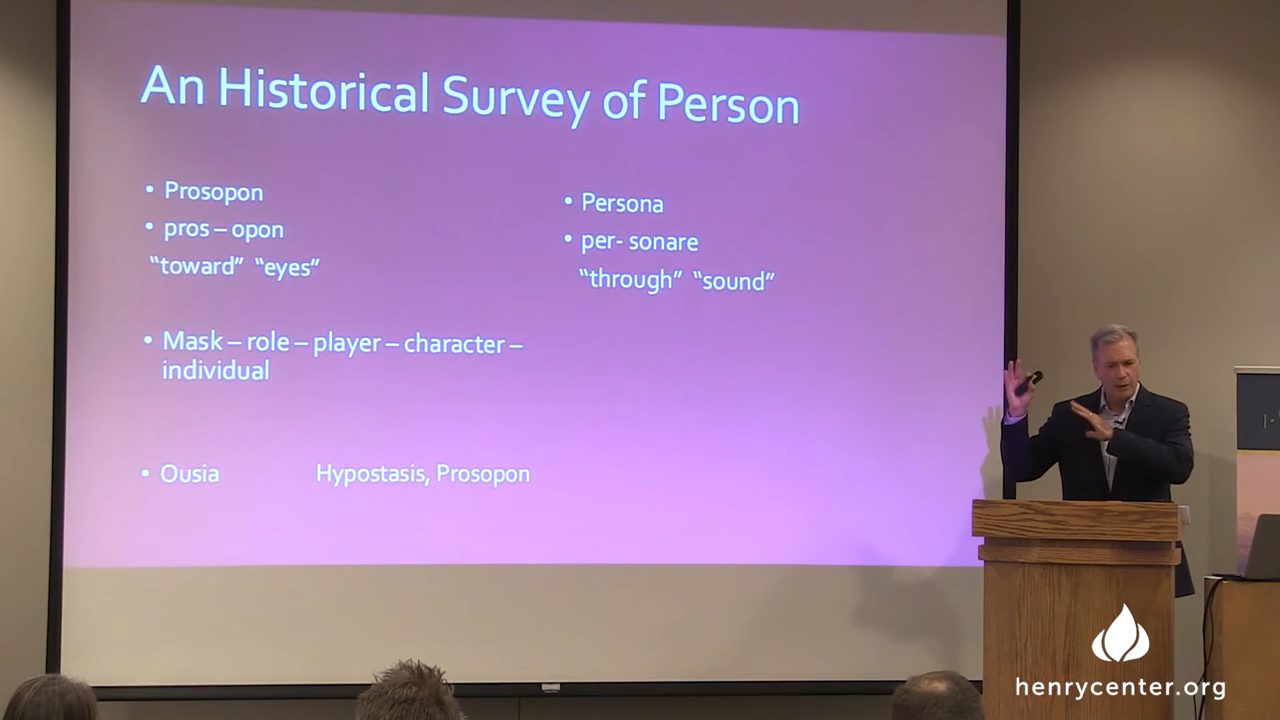 An Historical Survey of Person
• Prosopon
• pros – opon
“toward” “eyes”
• Mask – role – player – character –
individual
• Ousia Hypostasis, Prosopon
• Persona
• per- sonare
“through” “sound”
henrycenter.org